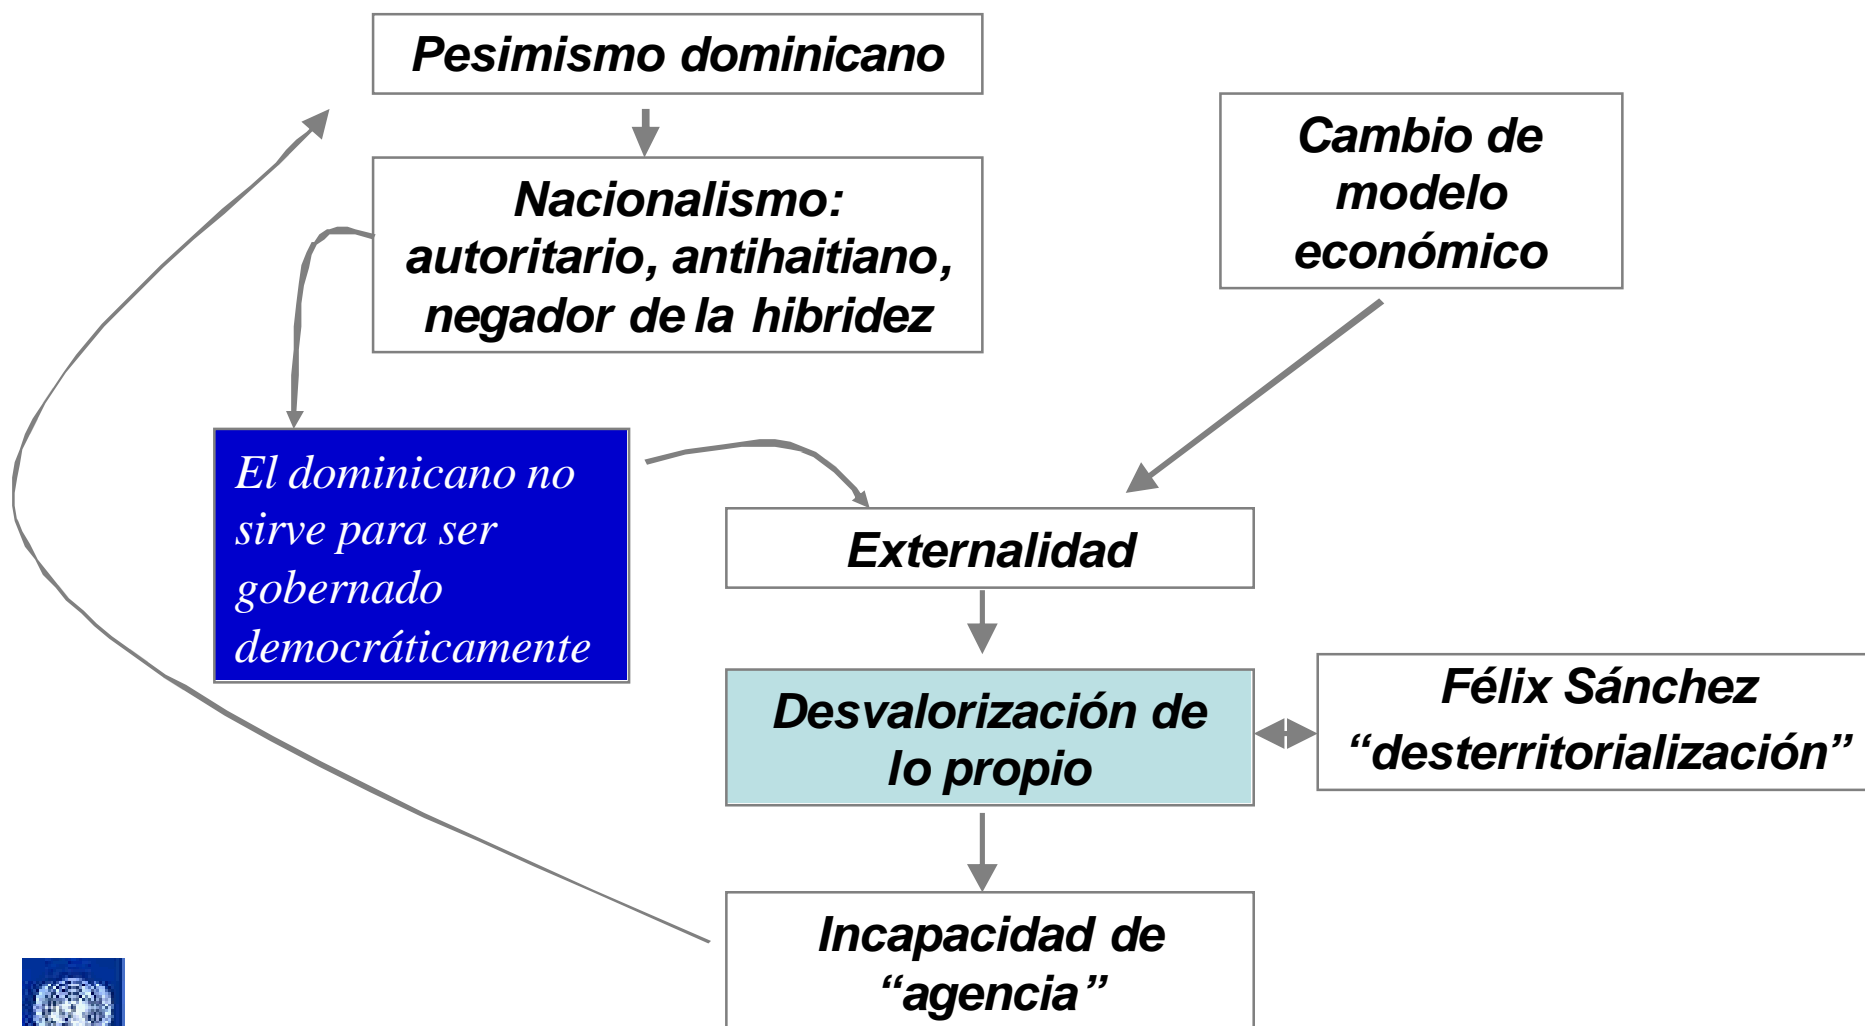 Pesimismo dominicano
Nacionalismo:
autoritario, antihaitiano,
negador de la hibridez
Cambio de
modelo
económico
El dominicano no
sirve para ser
gobernado
democráticamente
Externalidad
Desvalorización de
lo propio
Félix Sánchez
“desterritorialización”
Incapacidad de
“agencia”